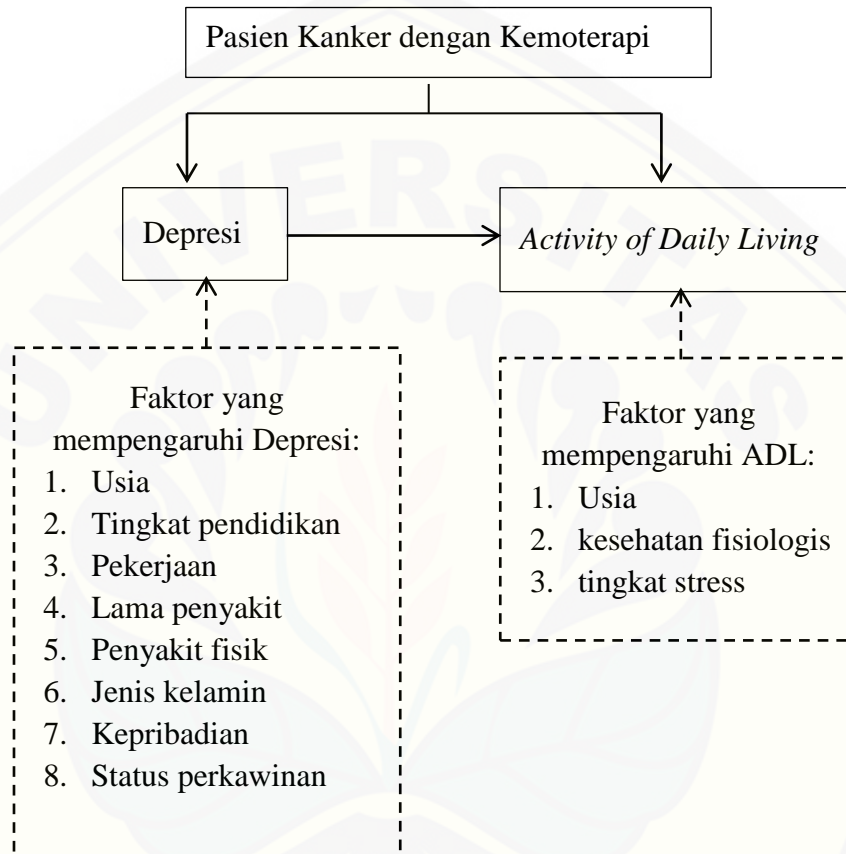 Pasien Kanker dengan Kemoterapi
Depresi
Activity of Daily Living
UNIVERSITAS
Faktor yang
mempengaruhi Depresi:
1. Usia
2. Tingkat pendidikan
3. Pekerjaan
4. Lama penyakit
5. Penyakit fisik
6. Jenis kelamin
7. Kepribadian
8. Status perkawinan
Faktor yang
mempengaruhi ADL:
1. Usia
2. kesehatan fisiologis
3. tingkat stress